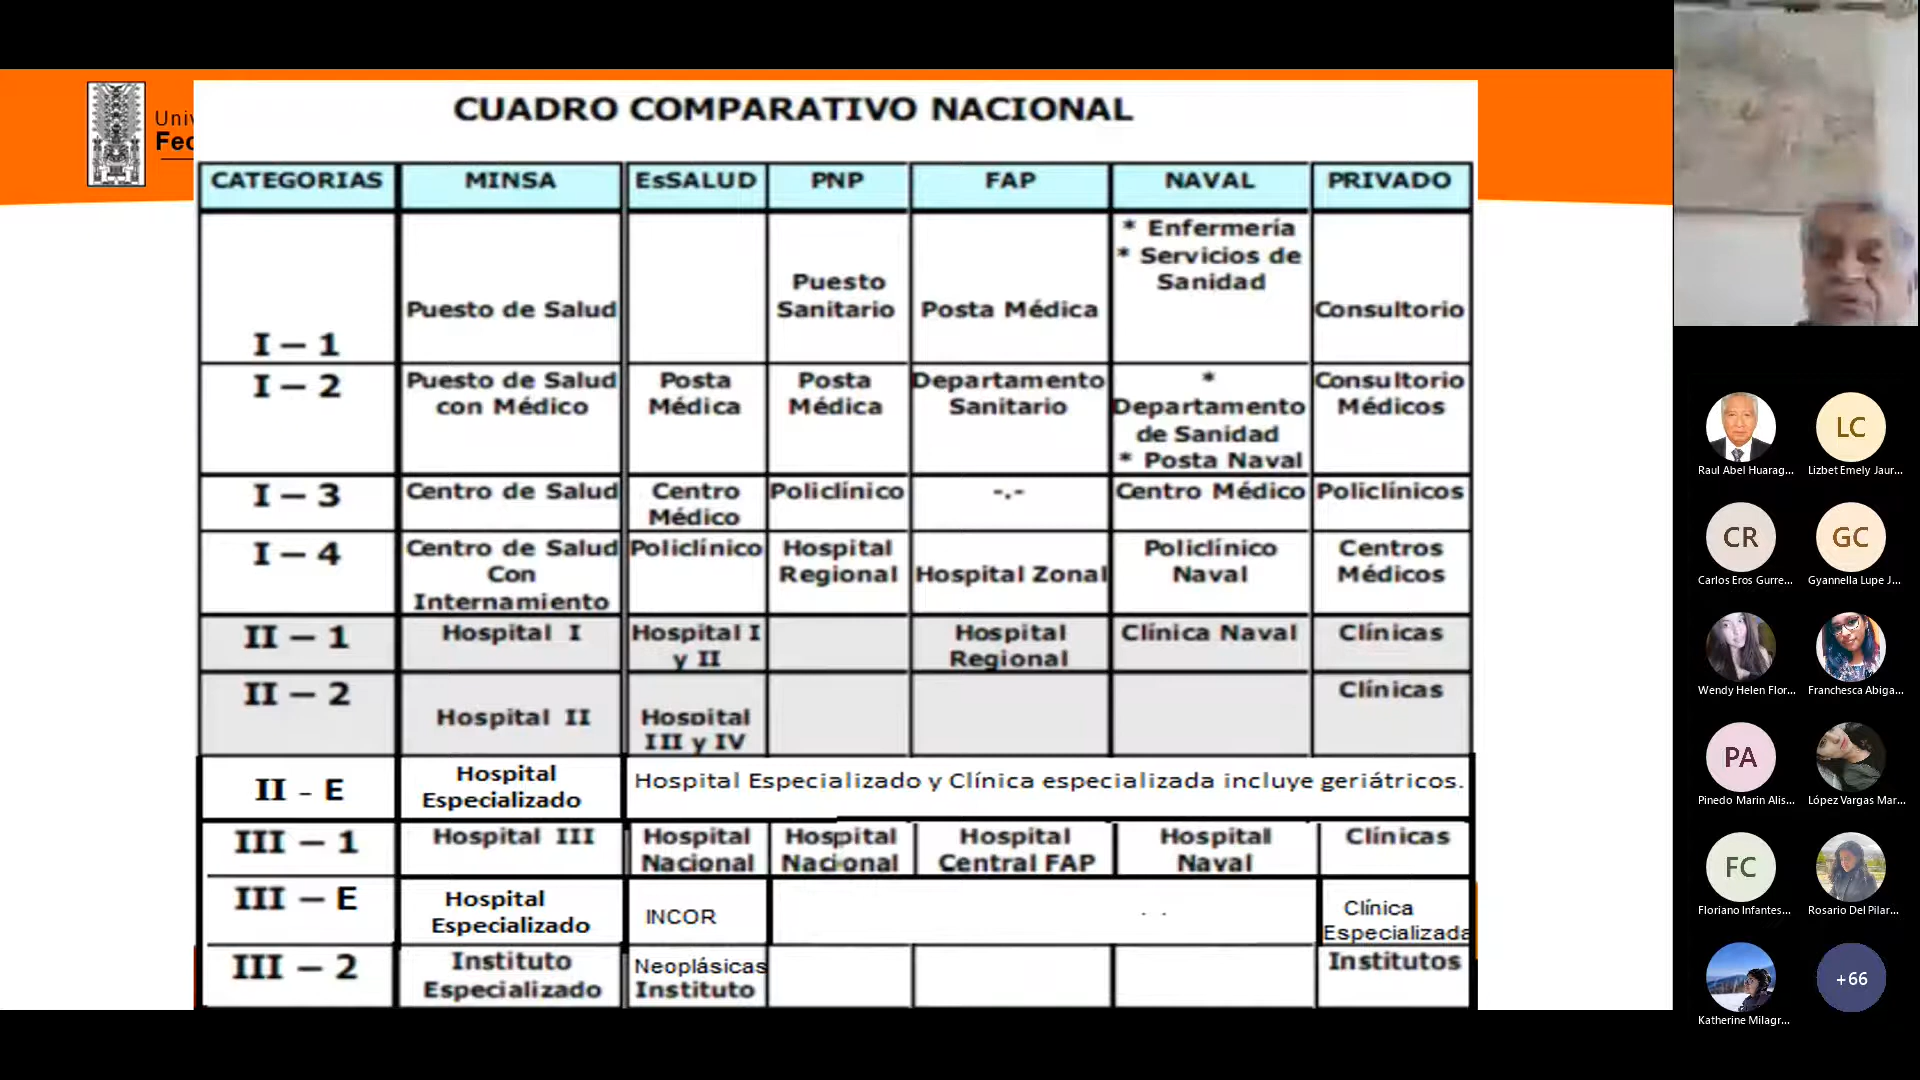 Univ
Fec
CUADRO COMPARATIVO NACIONAL
CATEGORIAS MINSA EsSALUD PNP FAP NAVAL PRIVADO
I – 1
Puesto de Salud
Puesto
Sanitario
Posta Médica
* Enfermería
* Servicios de
Sanidad
Consultorio
I – 2
Puesto de Salud
con Médico
Posta
Médica
Posta
Médica
Departamento
Sanitario
*
Departamento
de Sanidad
* Posta Naval
Consultorio
Médicos
I – 3
Centro de Salud
Centro
Médico
Policlínico
-.-
Centro Médico
Policlínicos
I – 4
Centro de Salud
Con
Internamiento
Policlínico
Hospital
Regional
Hospital Zonal
Policlínico
Naval
Centros
Médicos
II – 1
Hospital I
Hospital I
y II
Hospital
Regional
Clínica Naval
Clínicas
II – 2
Hospital II
Hospital
III y IV
Clínicas
II - E
Hospital
Especializado
Hospital Especializado y Clínica especializada incluye geriátricos.
III – 1
Hospital III
Hospital
Nacional
Hospital
Nacional
Hospital
Central FAP
Hospital
Naval
Clínicas
III – E
Hospital
Especializado
INCOR
Clínica
Especializada
III – 2
Instituto
Especializado
Neoplásicas
Instituto
Institutos
Raul Abel Huarag...
LC
Lizbet Emely Jaur...
CR
Carlos Eros Gurre...
GC
Gyannella Lupe J...
Wendy Helen Flor...
Franchesca Abiga...
PA
Pinedo Marin Alis...
López Vargas Mar...
FC
Floriano Infantes...
Rosario Del Pilar...
Katherine Milagr...
+66